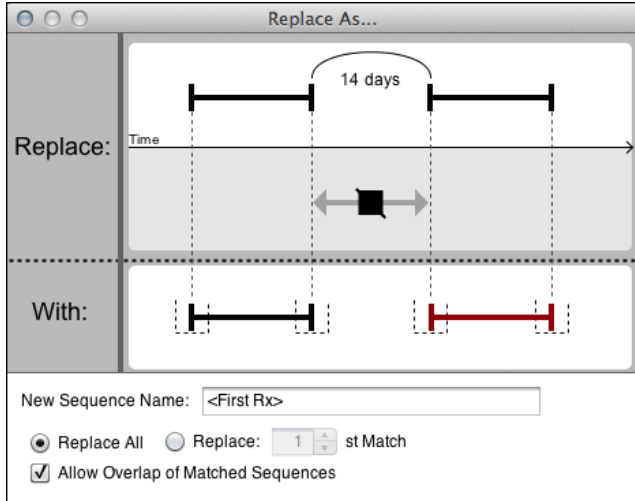 Replace As...
14 days
Replace:
Time
With:
New Sequence Name: <First Rx>
Replace All Replace: 1 st Match
Allow Overlap of Matched Sequences